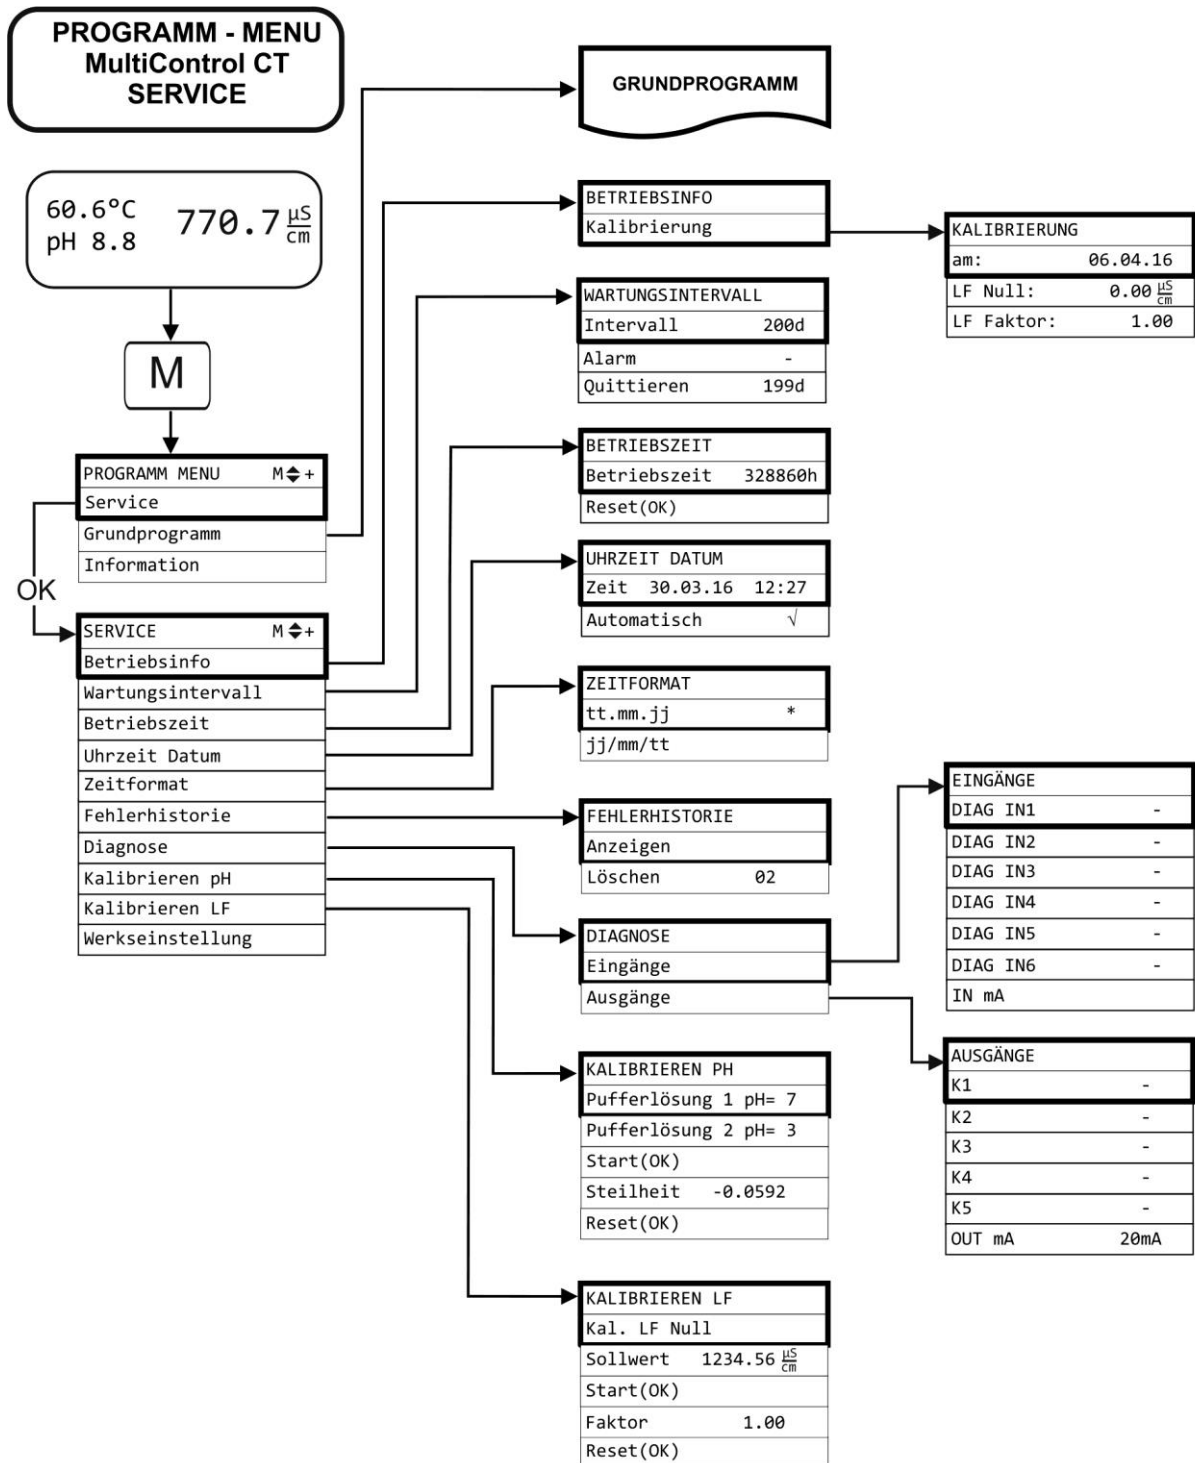 PROGRAMM - MENU
MultiControl CT
SERVICE
60.6°C
pH 8.8
770.7 µS/cm
M
PROGRAMM MENU M◆+
Service
Grundprogramm
Information
OK
SERVICE M◆+
Betriebsinfo
Wartungsintervall
Betriebszeit
Uhrzeit Datum
Zeitformat
Fehlerhistorie
Diagnose
Kalibrieren pH
Kalibrieren LF
Werkseinstellung
GRUNDPROGRAMM
BETRIEBSINFO
Kalibrierung
KALIBRIERUNG
am: 06.04.16
LF Null: 0.00 µS/cm
LF Faktor: 1.00
WARTUNGSINTERVALL
Intervall 200d
Alarm -
Quittieren 199d
BETRIEBSZEIT
Betriebszeit 328860h
Reset(OK)
UHRZEIT DATUM
Zeit 30.03.16 12:27
Automatisch √
ZEITFORMAT
tt.mm.jj *
jj/mm/tt
FEHLERHISTORIE
Anzeigen
Löschen 02
DIAGNOSE
Eingänge
Ausgänge
EINGÄNGE
DIAG IN1 -
DIAG IN2 -
DIAG IN3 -
DIAG IN4 -
DIAG IN5 -
DIAG IN6 -
IN mA
AUSGÄNGE
K1 -
K2 -
K3 -
K4 -
K5 -
OUT mA 20mA
KALIBRIEREN PH
Pufferlösung 1 pH= 7
Pufferlösung 2 pH= 3
Start(OK)
Steilheit -0.0592
Reset(OK)
KALIBRIEREN LF
Kal. LF Null
Sollwert 1234.56 µS/cm
Start(OK)
Faktor 1.00
Reset(OK)